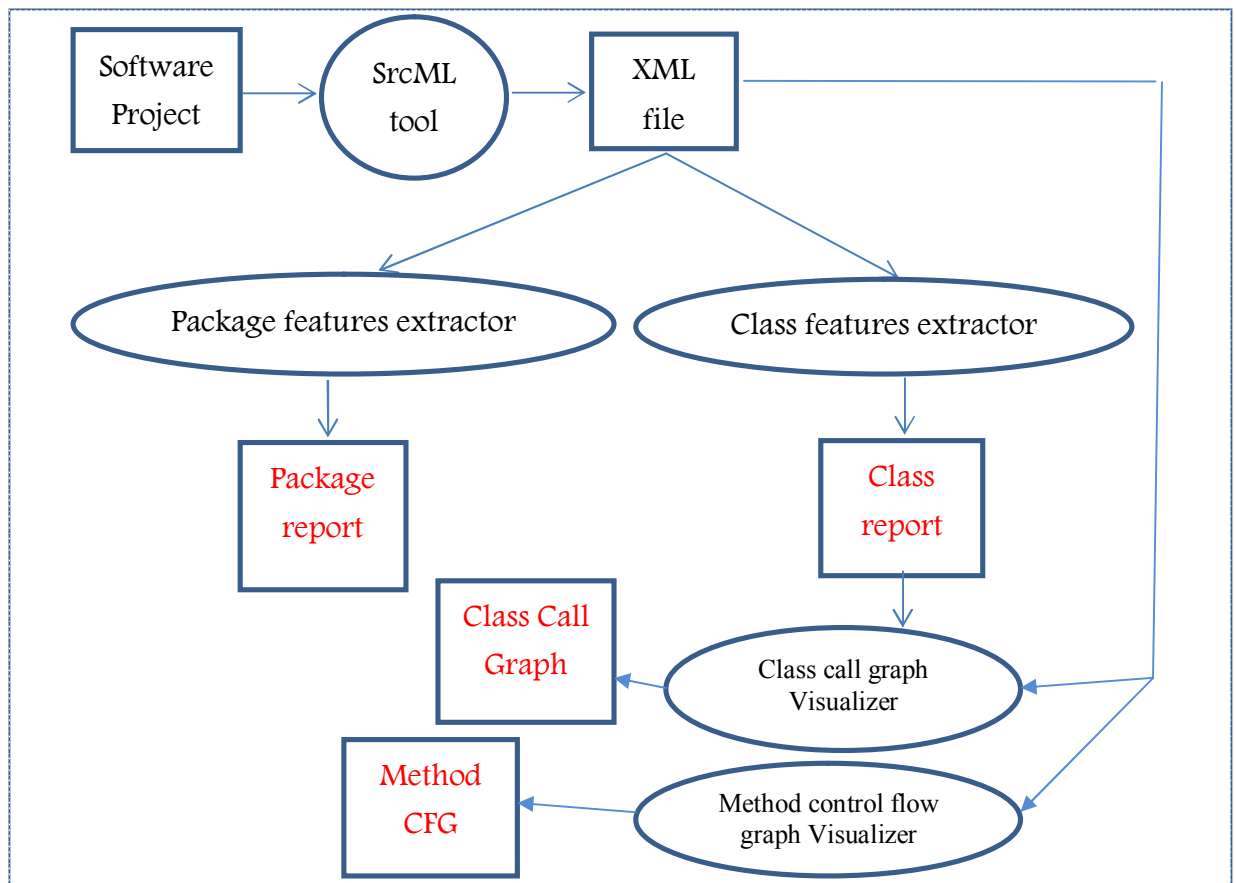 Software
Project
SrcML
tool
XML
file
Package features extractor
Class features extractor
Package
report
Class
report
Class Call
Graph
Class call graph
Visualizer
Method
CFG
Method control flow
graph Visualizer